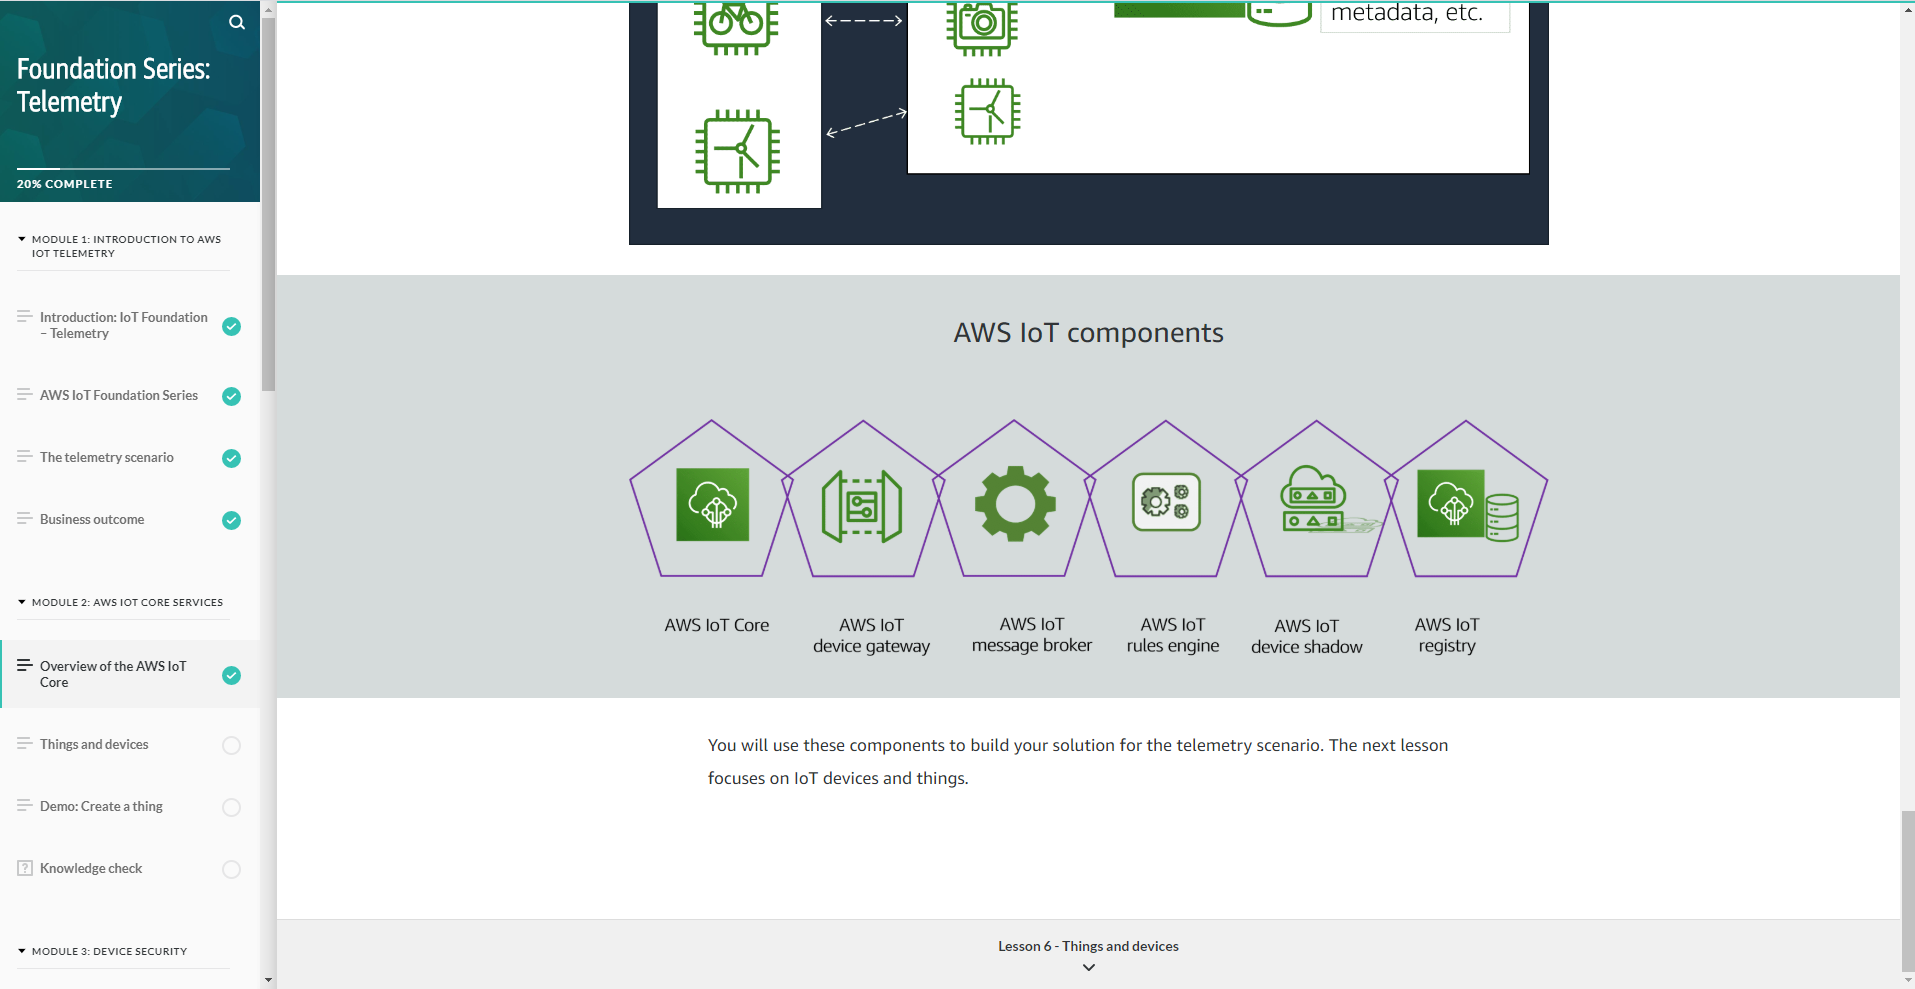 Foundation Series:
Telemetry
20% COMPLETE
MODULE 1: INTRODUCTION TO AWS
IOT TELEMETRY
Introduction: IoT Foundation
– Telemetry
AWS IoT Foundation Series
The telemetry scenario
Business outcome
MODULE 2: AWS IOT CORE SERVICES
Overview of the AWS IoT
Core
Things and devices
Demo: Create a thing
? Knowledge check
MODULE 3: DEVICE SECURITY
metadata, etc.
AWS IoT components
AWS IoT Core
AWS IoT
device gateway
AWS IoT
message broker
AWS IoT
rules engine
AWS IoT
device shadow
AWS IoT
registry
You will use these components to build your solution for the telemetry scenario. The next lesson
focuses on IoT devices and things.
Lesson 6 - Things and devices